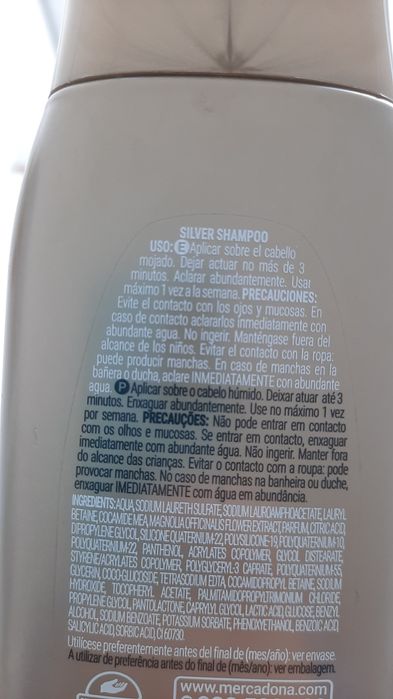 SILVER SHAMPOO
USO: E Aplicar sobre el cabello
mojado. Dejar actuar no más de 3
minutos. Aclarar abundantemente. Usar
máximo 1 vez a la semana. PRECAUCIONES:
Evite el contacto con los ojos y mucosas. En
caso de contacto aclararlos inmediatamente con
abundante agua. No ingerir. Manténgase fuera del
alcance de los niños. Evitar el contacto con la ropa:
puede producir manchas. En caso de manchas en la
bañera o ducha, aclare INMEDIATAMENTE con abundante
agua. P Aplicar sobre o cabelo húmido. Deixar atuar até 3
minutos. Enxaguar abundantemente. Use no máximo 1 vez
por semana. PRECAUÇÕES: Não pode entrar em contacto
com os olhos e mucosas. Se entrar em contacto, enxaguar
imediatamente com abundante água. Não ingerir. Manter fora
do alcance das crianças. Evitar o contacto com a roupa: pode
provocar manchas. No caso de manchas na banheira ou duche,
enxaguar IMEDIATAMENTE com água em abundância.
INGREDIENTS: AQUA, SODIUM LAURETH SULFATE, SODIUM LAUROAMPHOACETATE, LAURYL
BETAINE, COCAMIDE MEA, MAGNOLIA OFFICINALIS FLOWER EXTRACT, PARFUM, CITRIC ACID,
DIPROPYLENE GLYCOL, SILICONE QUATERNIUM-22, POLYSILICONE-19, POLYQUATERNIUM-10,
POLYQUATERNIUM-22, PANTHENOL, ACRYLATES COPOLYMER, GLYCOL DISTEARATE,
STYRENE/ACRYLATES COPOLYMER, POLYGLYCERYL-3 CAPRATE, POLYQUATERNIUM-55,
GLYCERIN, COCO-GLUCOSIDE, TETRASODIUM EDTA, COCAMIDOPROPYL BETAINE, SODIUM
HYDROXIDE, TOCOPHERYL ACETATE, PALMITAMIDOPROPYLTRIMONIUM CHLORIDE,
PROPYLENE GLYCOL, PANTOLACTONE, CAPRYLYL GLYCOL, LACTIC ACID, GLUCOSE, BENZYL
ALCOHOL, SODIUM BENZOATE, POTASSIUM SORBATE, PHENOXYETHANOL, BENZOIC ACID,
SALICYLIC ACID, SORBIC ACID, CI 60730.
Utilícese preferentemente antes del final de (mes/año): ver envase.
A utilizar de preferência antes do final de (mês/ano): ver embalagem.
www.mercadona.com